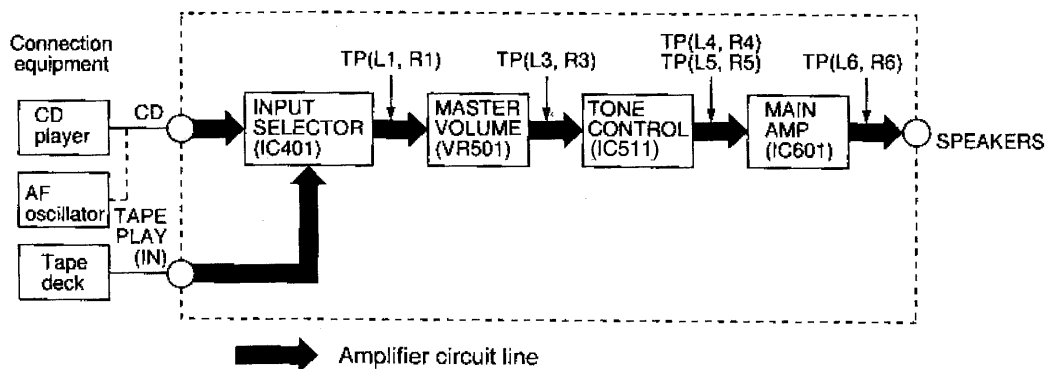 Connection
equipment
CD
player
AF
oscillator
Tape
deck
CD
TAPE
PLAY
(IN)
INPUT
SELECTOR
(IC401)
TP(L1, R1)
MASTER
VOLUME
(VR501)
TP(L3, R3)
TONE
CONTROL
(IC511)
TP(L4, R4)
TP(L5, R5)
MAIN
AMP
(IC601)
TP(L6, R6)
SPEAKERS
Amplifier circuit line